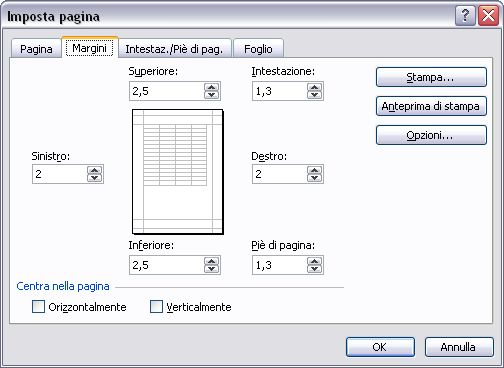 Imposta pagina
Pagina
Margini
Intestaz./Piè di pag.
Foglio
Superiore:
Intestazione:
2,5
1,3
Stampa...
Anteprima di stampa
Opzioni...
Sinistro:
Destro:
2
2
Inferiore:
Piè di pagina:
2,5
1,3
Centra nella pagina
Orizzontalmente
Verticalmente
OK
Annulla